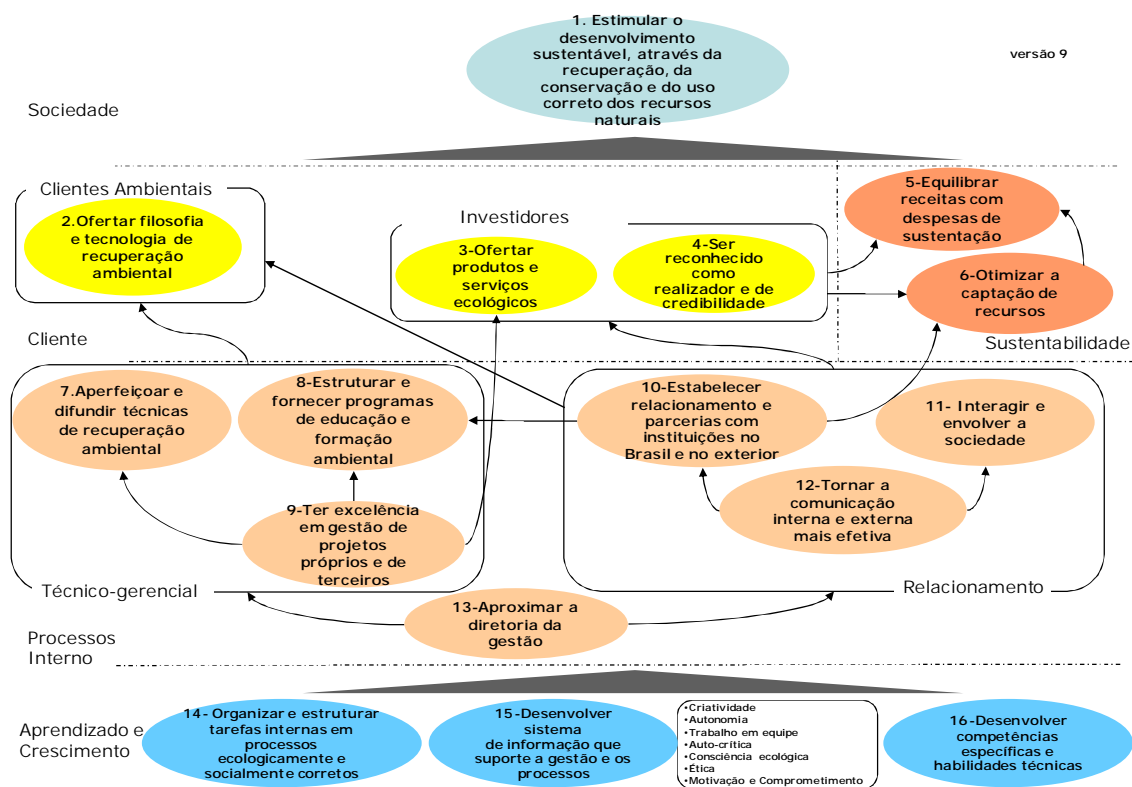 1. Estimular o
desenvolvimento
sustentável, através da
recuperação, da
conservação e do uso
correto dos recursos
naturais
versão 9
Sociedade
Clientes Ambientais
2.Ofertar filosofia
e tecnologia de
recuperação
ambiental
Investidores
3-Ofertar
produtos e
serviços
ecológicos
4-Ser
reconhecido
como
realizador e de
credibilidade
5-Equilibrar
receitas com
despesas de
sustentação
6-Otimizar a
captação de
recursos
Cliente
Sustentabilidade
7.Aperfeiçoar e
difundir técnicas
de recuperação
ambiental
8-Estruturar e
fornecer programas
de educação e
formação
ambiental
9-Ter excelência
em gestão de
projetos
próprios e de
terceiros
Técnico-gerencial
10-Estabelecer
relacionamento e
parcerias com
instituições no
Brasil e no exterior
11- Interagir e
envolver a
sociedade
12-Tornar a
comunicação
interna e externa
mais efetiva
Relacionamento
13-Aproximar a
diretoria da
gestão
Processos
Interno
Aprendizado e
Crescimento
14- Organizar e estruturar
tarefas internas em
processos
ecologicamente e
socialmente corretos
15-Desenvolver
sistema
de informação que
suporte a gestão e os
processos
•Criatividade
•Autonomia
•Trabalho em equipe
•Auto-crítica
•Consciência ecológica
•Ética
•Motivação e Comprometimento
16-Desenvolver
competências
específicas e
habilidades técnicas